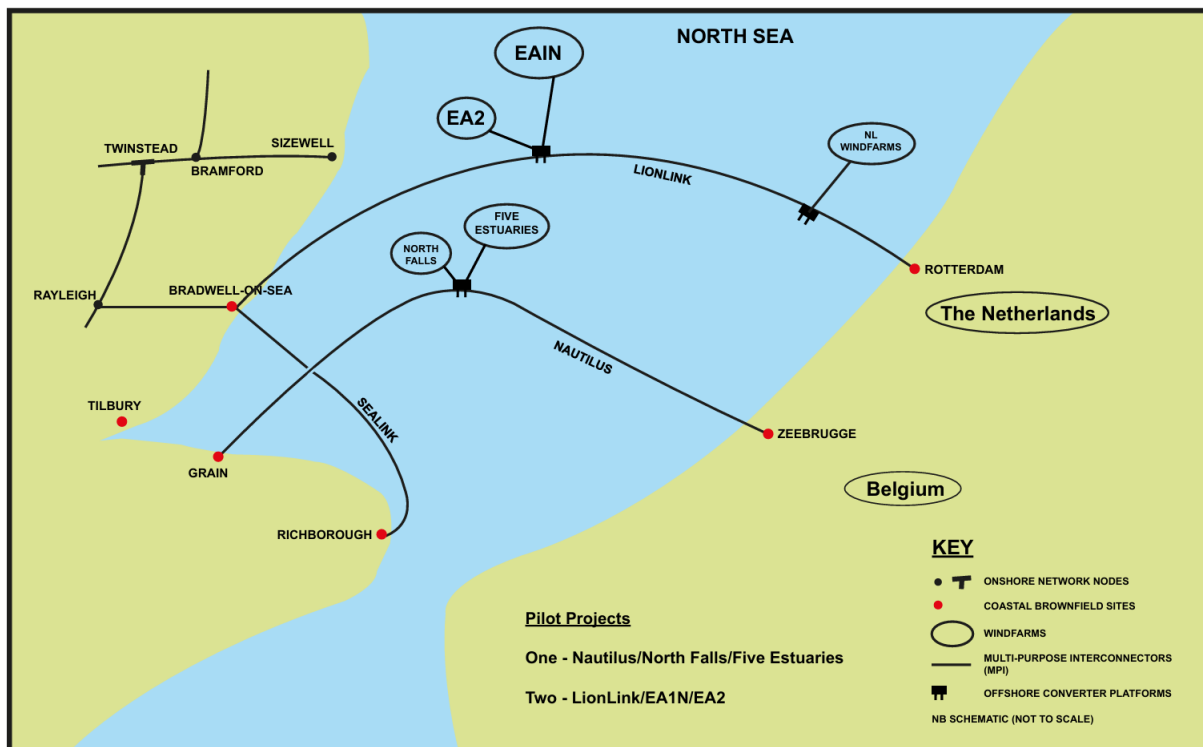 NORTH SEA
EAIN
EA2
TWINSTEAD
SIZEWELL
BRAMFORD
NL
WINDFARMS
LIONLINK
FIVE
ESTUARIES
NORTH
FALLS
ROTTERDAM
RAYLEIGH
BRADWELL-ON-SEA
The Netherlands
NAUTILUS
TILBURY
SEALINK
ZEEBRUGGE
GRAIN
Belgium
RICHBOROUGH
KEY
ONSHORE NETWORK NODES
COASTAL BROWNFIELD SITES
WINDFARMS
MULTI-PURPOSE INTERCONNECTORS
(MPI)
OFFSHORE CONVERTER PLATFORMS
NB SCHEMATIC (NOT TO SCALE)
Pilot Projects
One - Nautilus/North Falls/Five Estuaries
Two - LionLink/EA1N/EA2